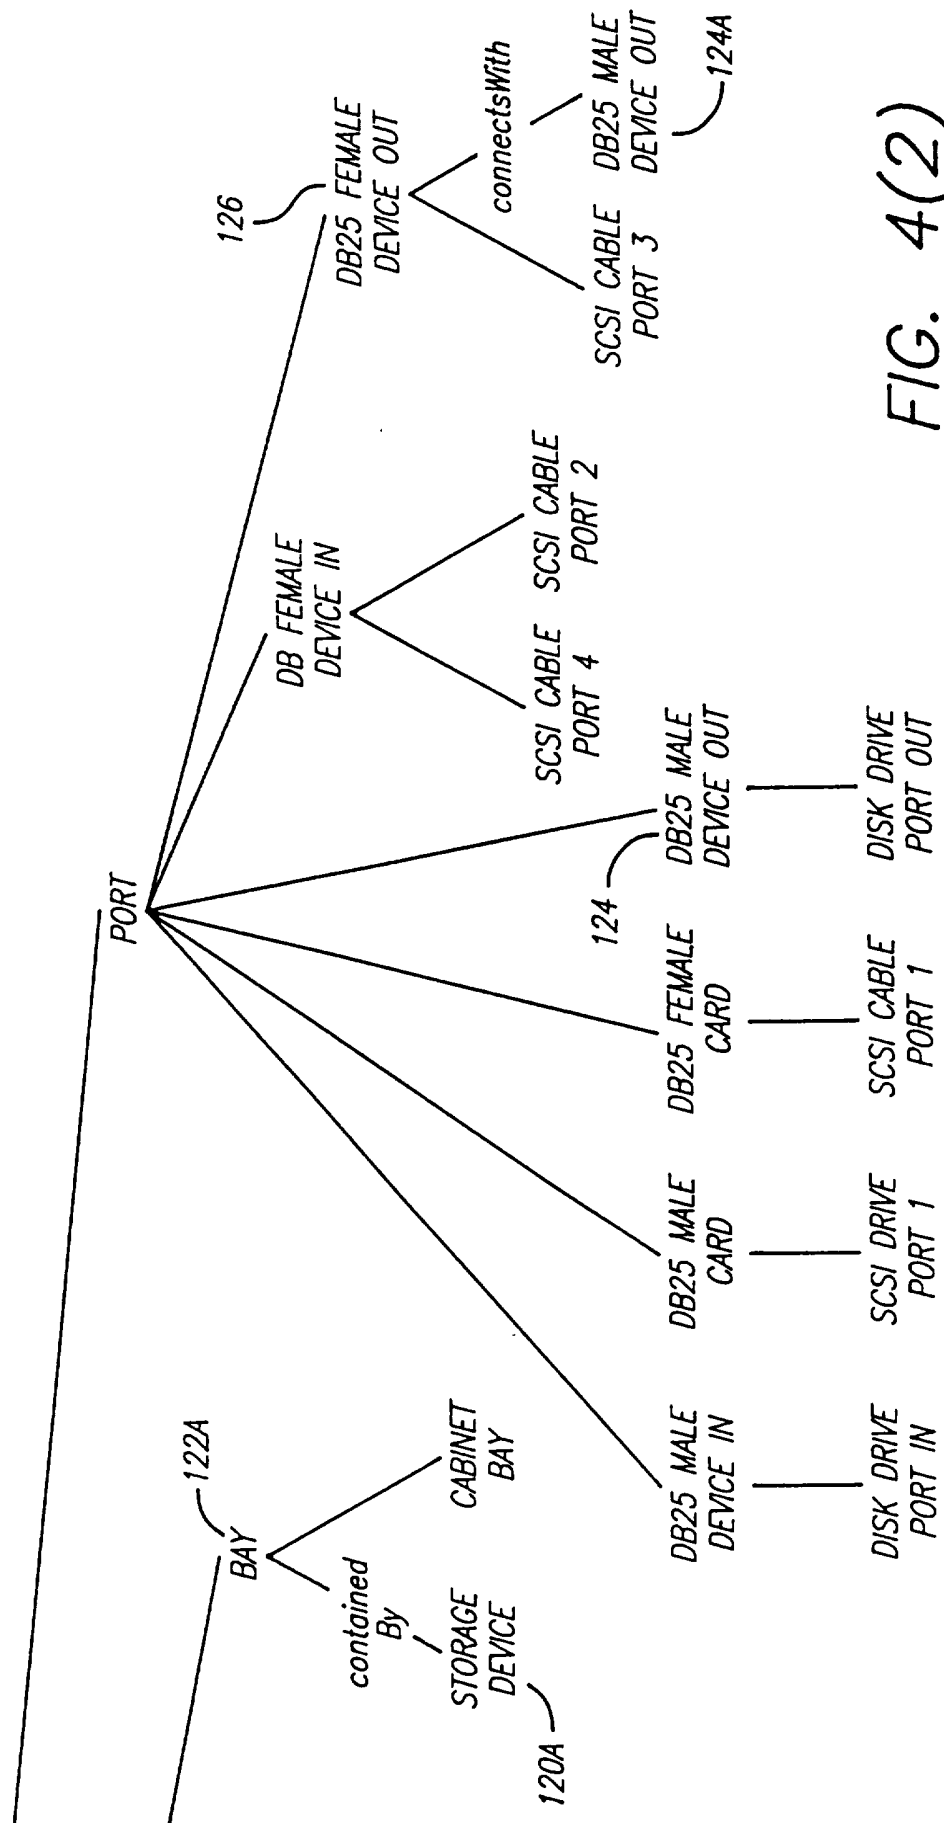 PORT
126
DB25 FEMALE
DEVICE OUT
connectsWith
SCSI CABLE
PORT 3
DB25 MALE
DEVICE OUT
124A
DB FEMALE
DEVICE IN
SCSI CABLE
PORT 4
SCSI CABLE
PORT 2
122A
BAY
contained
By
STORAGE
DEVICE
120A
CABINET
BAY
DB25 MALE
DEVICE IN
DISK DRIVE
PORT IN
DB25 MALE
CARD
SCSI DRIVE
PORT 1
DB25 FEMALE
CARD
SCSI CABLE
PORT 1
124
DB25 MALE
DEVICE OUT
DISK DRIVE
PORT OUT
FIG. 4(2)